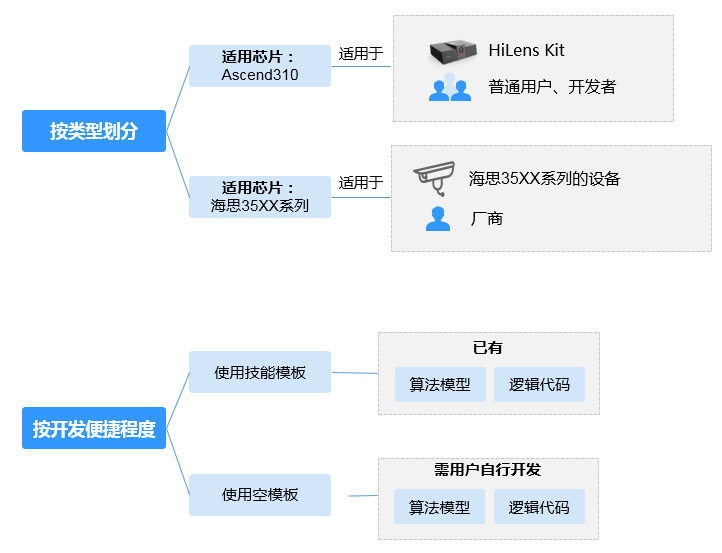 按类型划分
适用芯片：
Ascend310
适用于
HiLens Kit
普通用户、开发者
适用芯片：
海思35XX系列
适用于
海思35XX系列的设备
厂商
按开发便捷程度
使用技能模板
已有
算法模型
逻辑代码
使用空模板
需用户自行开发
算法模型
逻辑代码